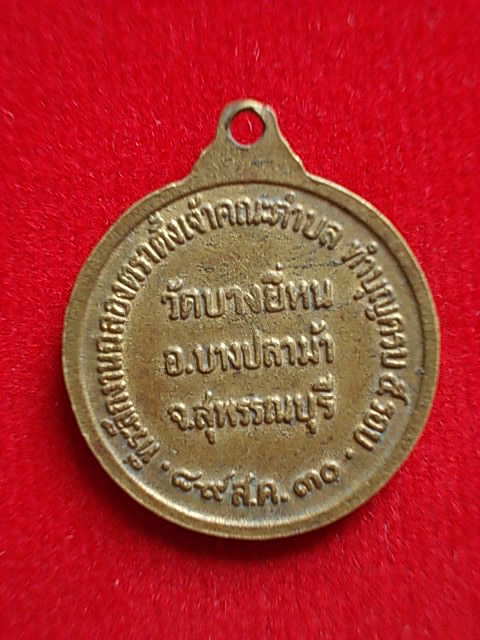 ที่ระลึกงานฉลองตราตั้งเจ้าคณะตำบล ทำบุญครบ ๕ รอบ
วัดบางยี่หน
อ.บางปลาม้า
จ.สุพรรณบุรี
๘-๙ ส.ค. ๓๐